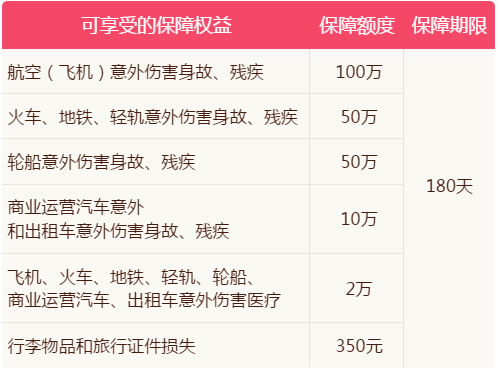 可享受的保障权益 保障额度 保障期限
航空（飞机）意外伤害身故、残疾 100万
火车、地铁、轻轨意外伤害身故、残疾 50万
轮船意外伤害身故、残疾 50万
180天
商业运营汽车意外
和出租车意外伤害身故、残疾 10万
飞机、火车、地铁、轻轨、轮船、
商业运营汽车、出租车意外伤害医疗 2万
行李物品和旅行证件损失 350元